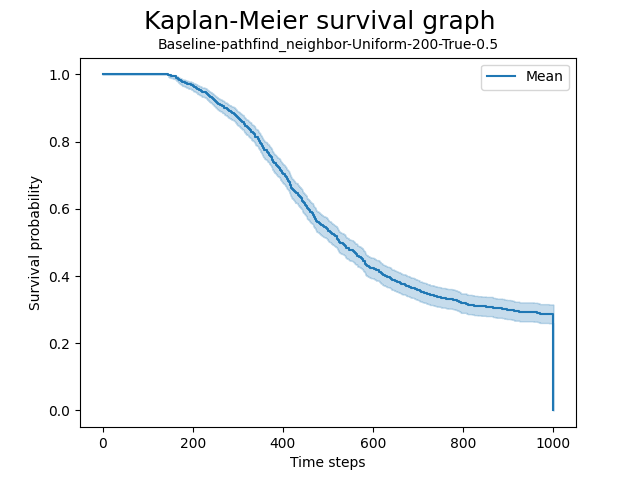 Kaplan-Meier survival graph
Baseline-pathfind_neighbor-Uniform-200-True-0.5
Mean
1.0
0.8
0.6
0.4
0.2
0.0
Survival probability
0 200 400 600 800 1000
Time steps